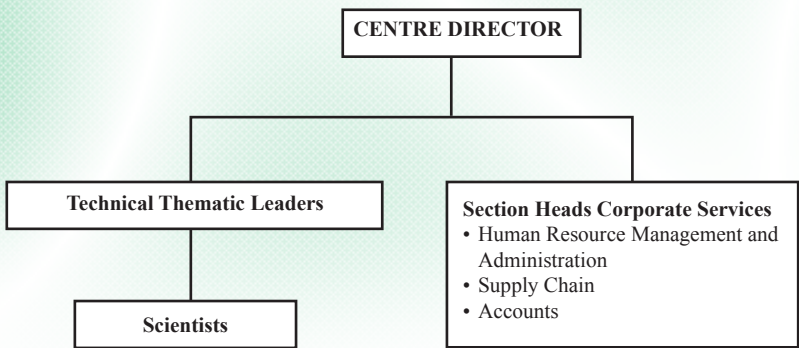 CENTRE DIRECTOR
Technical Thematic Leaders
Scientists
Section Heads Corporate Services
• Human Resource Management and
Administration
• Supply Chain
• Accounts